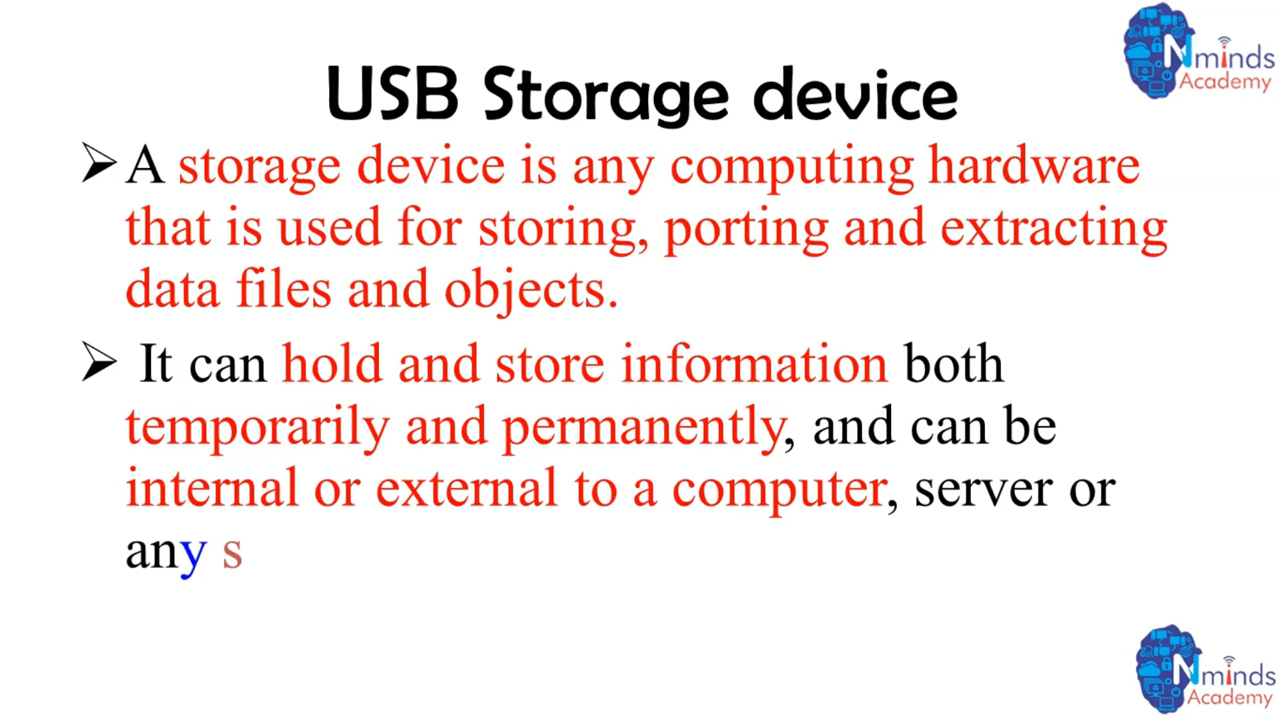 Nminds
Academy
USB Storage device
➢A storage device is any computing hardware
that is used for storing, porting and extracting
data files and objects.
➢ It can hold and store information both
temporarily and permanently, and can be
internal or external to a computer, server or
any s
Nminds
Academy